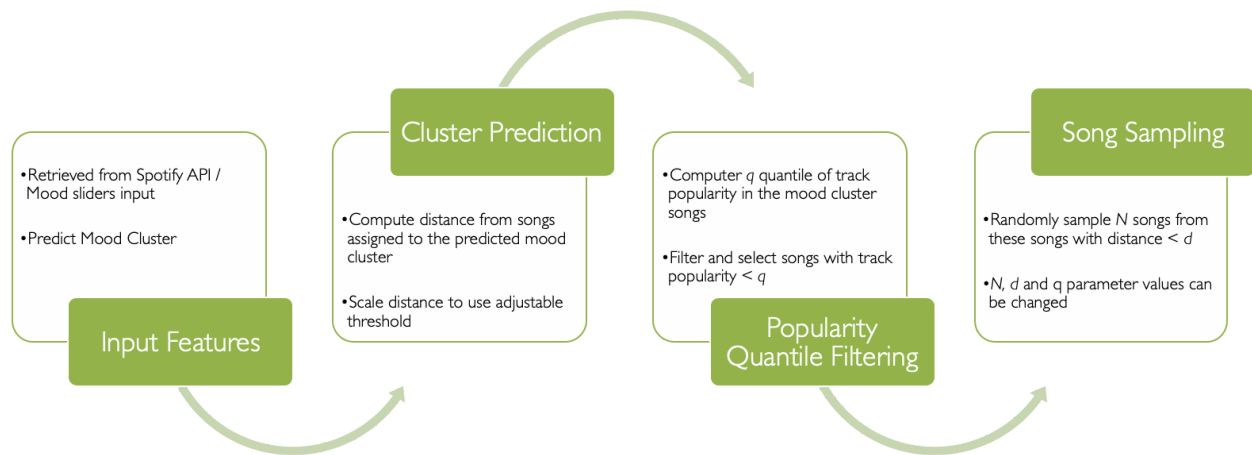 •Retrieved from Spotify API /
Mood sliders input
•Predict Mood Cluster
Input Features
Cluster Prediction
•Compute distance from songs
assigned to the predicted mood
cluster
•Scale distance to use adjustable
threshold
•Computer q quantile of track
popularity in the mood cluster
songs
•Filter and select songs with track
popularity < q
Popularity
Quantile Filtering
Song Sampling
•Randomly sample N songs from
these songs with distance < d
•N, d and q parameter values can
be changed